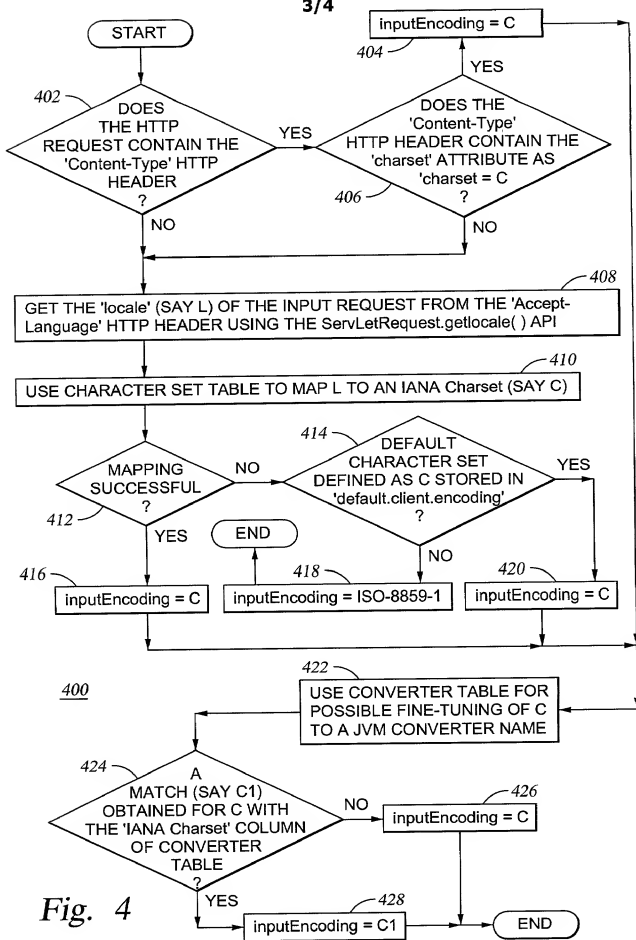 3/4
START
402
DOES
THE HTTP
REQUEST CONTAIN THE
'Content-Type' HTTP
HEADER
?
YES
NO
404
inputEncoding = C
YES
DOES THE
'Content-Type'
HTTP HEADER CONTAIN THE
'charset' ATTRIBUTE AS
'charset = C
?
406
NO
408
GET THE 'locale' (SAY L) OF THE INPUT REQUEST FROM THE 'Accept-
Language' HTTP HEADER USING THE ServLetRequest.getlocale( ) API
410
USE CHARACTER SET TABLE TO MAP L TO AN IANA Charset (SAY C)
MAPPING
SUCCESSFUL
?
412
NO
YES
414
DEFAULT
CHARACTER SET
DEFINED AS C STORED IN
'default.client.encoding'
?
YES
NO
END
416
inputEncoding = C
418
inputEncoding = ISO-8859-1
420
inputEncoding = C
400
422
USE CONVERTER TABLE FOR
POSSIBLE FINE-TUNING OF C
TO A JVM CONVERTER NAME
424
A
MATCH (SAY C1)
OBTAINED FOR C WITH
THE 'IANA Charset' COLUMN
OF CONVERTER
TABLE
?
NO
426
inputEncoding = C
YES
428
inputEncoding = C1
END
Fig. 4